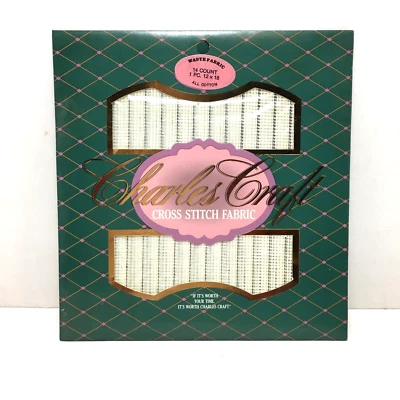 WASTE FABRIC
14 COUNT
1 PC. 12 x 18
ALL COTTON
Charles Craft
CROSS STITCH FABRIC
"IF IT'S WORTH
YOUR TIME,
IT'S WORTH CHARLES CRAFT"